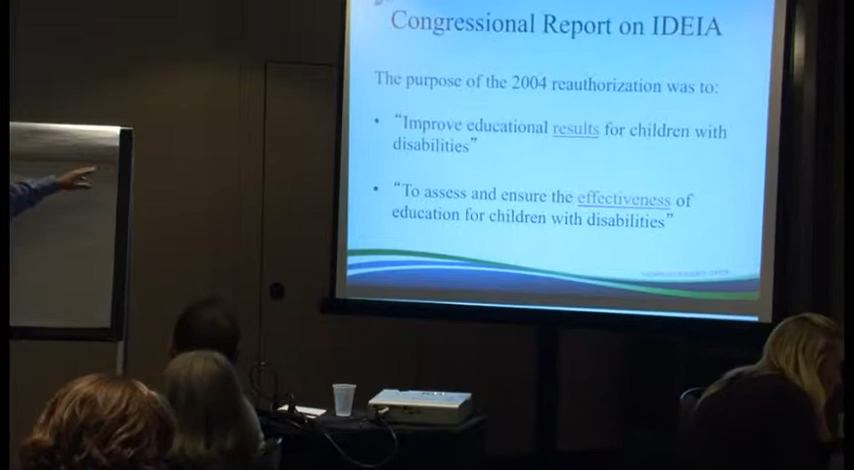 Congressional Report on IDEIA
The purpose of the 2004 reauthorization was to:
• “Improve educational results for children with
disabilities”
• “To assess and ensure the effectiveness of
education for children with disabilities”